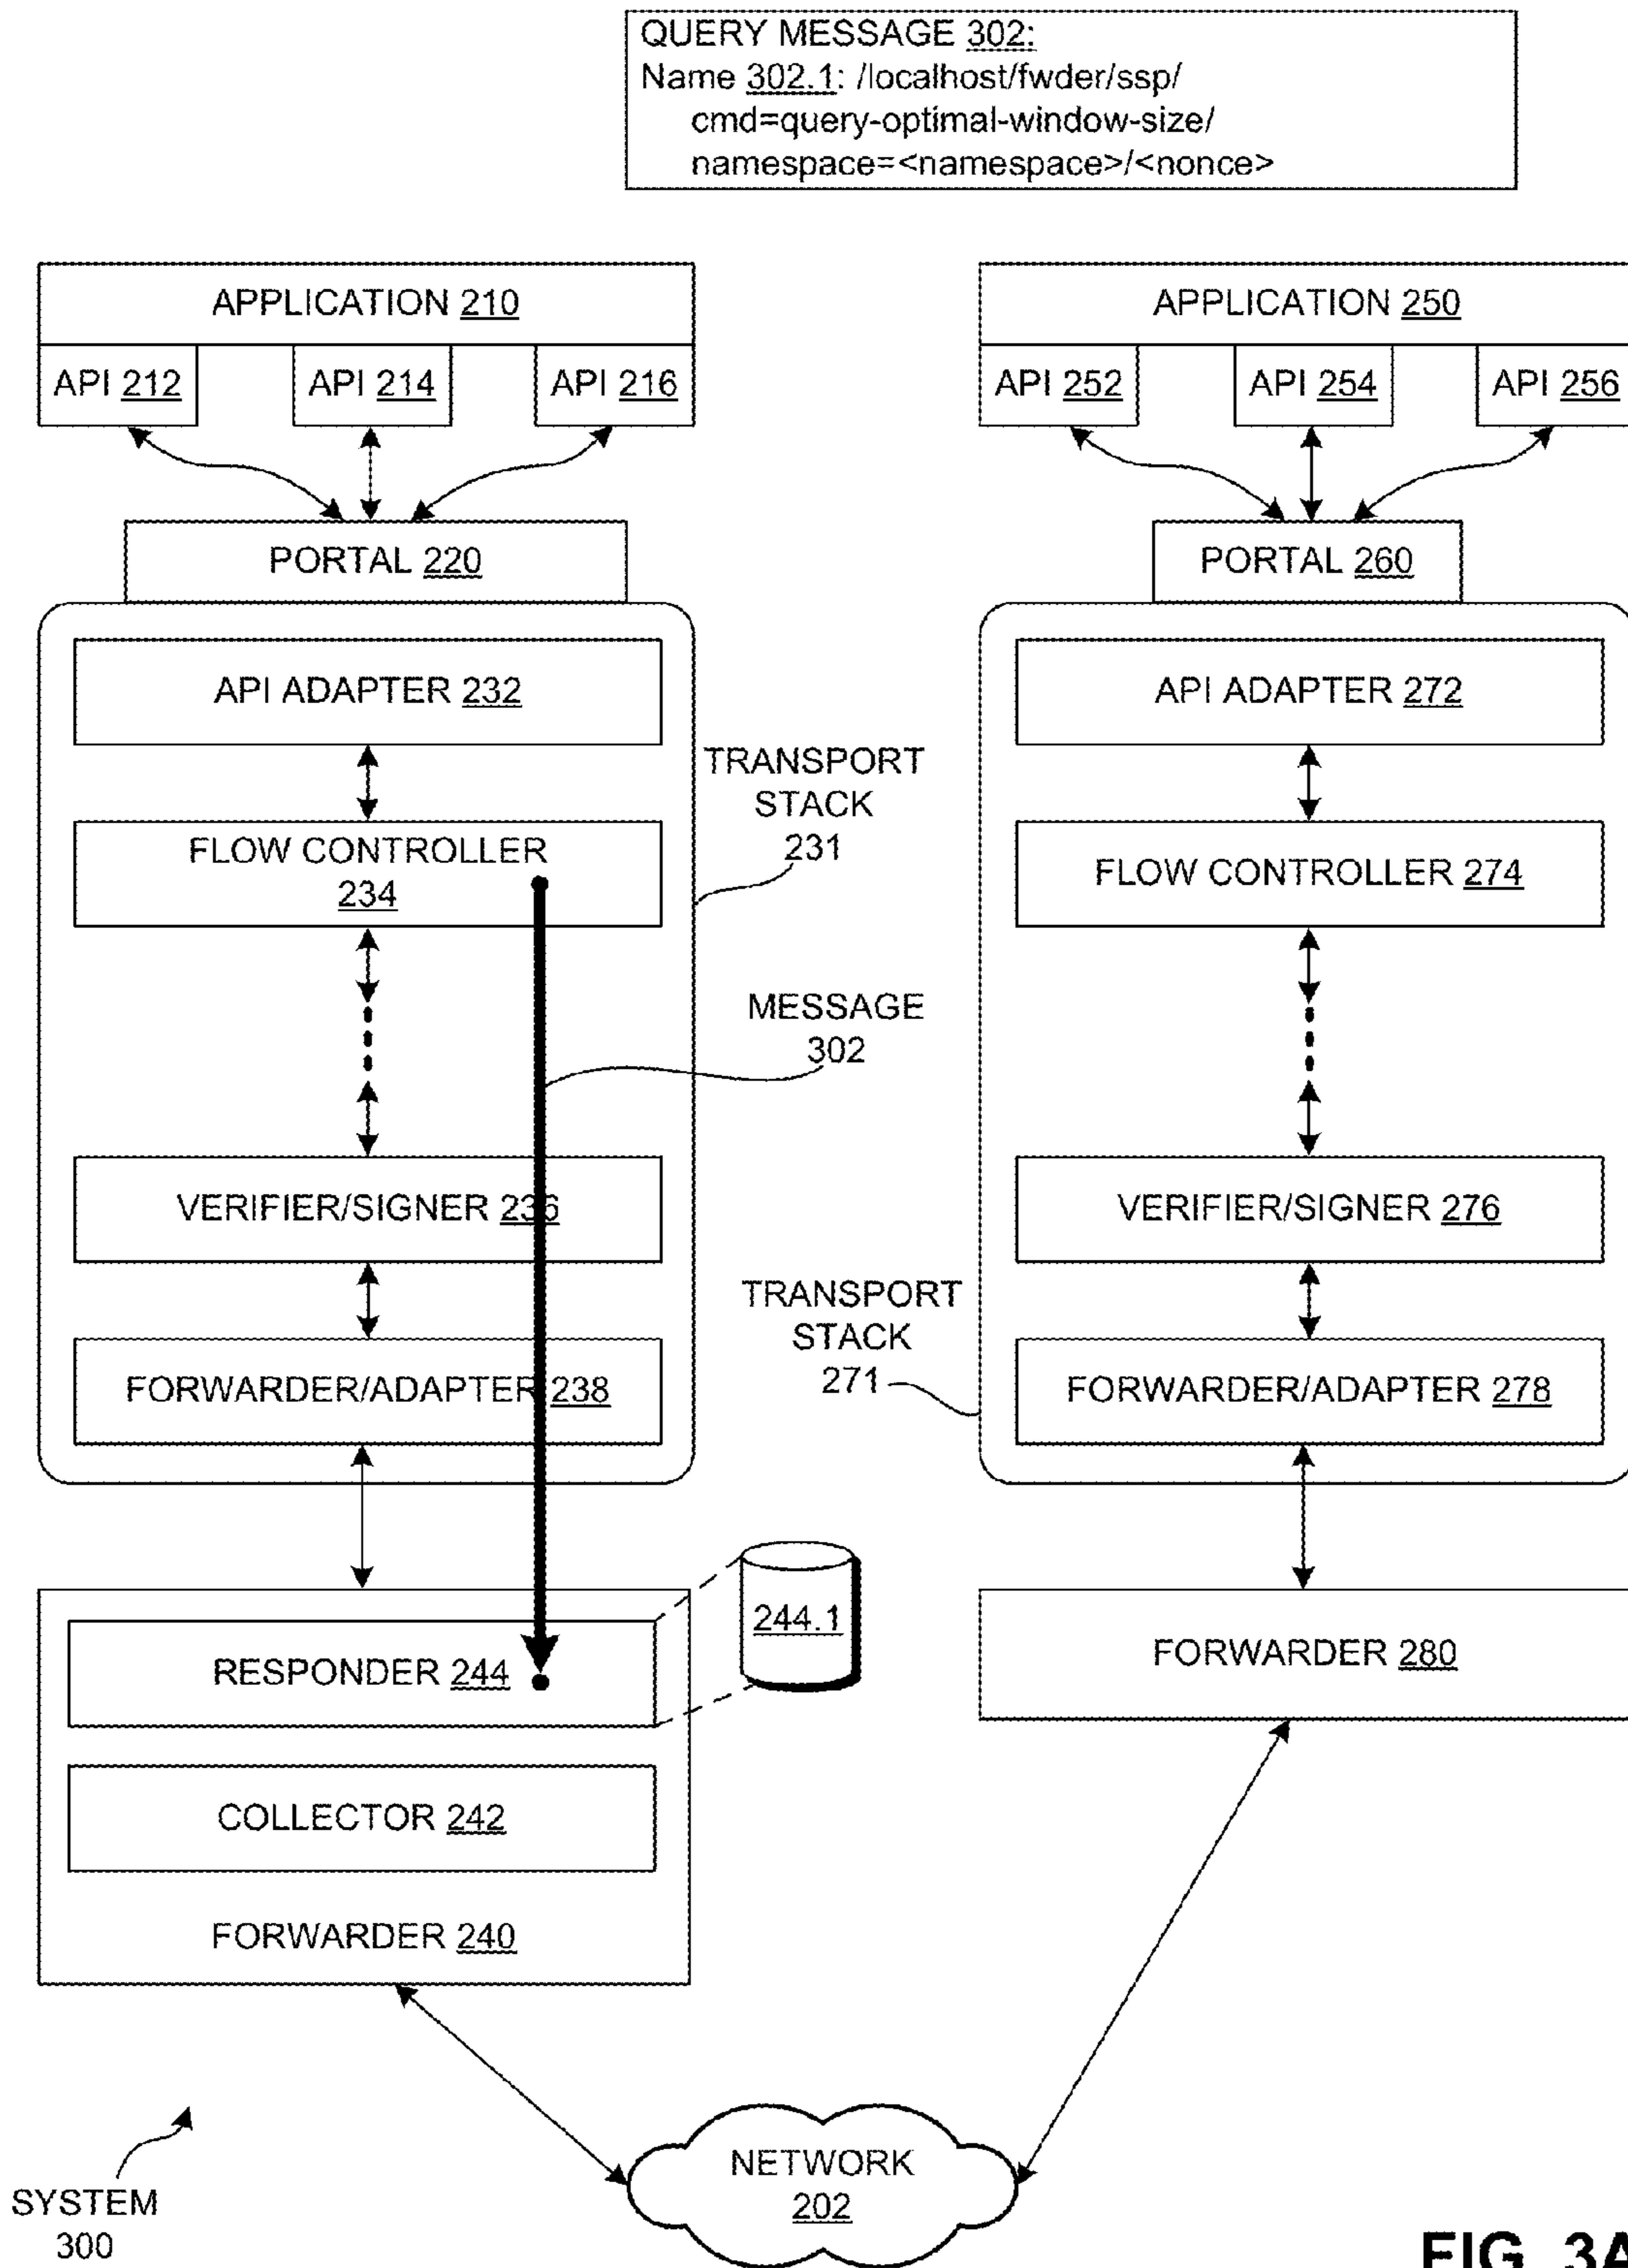 QUERY MESSAGE 302:
Name 302.1: /localhost/fwder/ssp/
cmd=query-optimal-window-size/
namespace=<namespace>/<nonce>
APPLICATION 210
API 212
API 214
API 216
PORTAL 220
API ADAPTER 232
FLOW CONTROLLER
234
VERIFIER/SIGNER 236
FORWARDER/ADAPTER 238
TRANSPORT
STACK
231
MESSAGE
302
TRANSPORT
STACK
271
APPLICATION 250
API 252
API 254
API 256
PORTAL 260
API ADAPTER 272
FLOW CONTROLLER 274
VERIFIER/SIGNER 276
FORWARDER/ADAPTER 278
RESPONDER 244
244.1
COLLECTOR 242
FORWARDER 240
FORWARDER 280
NETWORK
202
SYSTEM
300
FIG. 3A